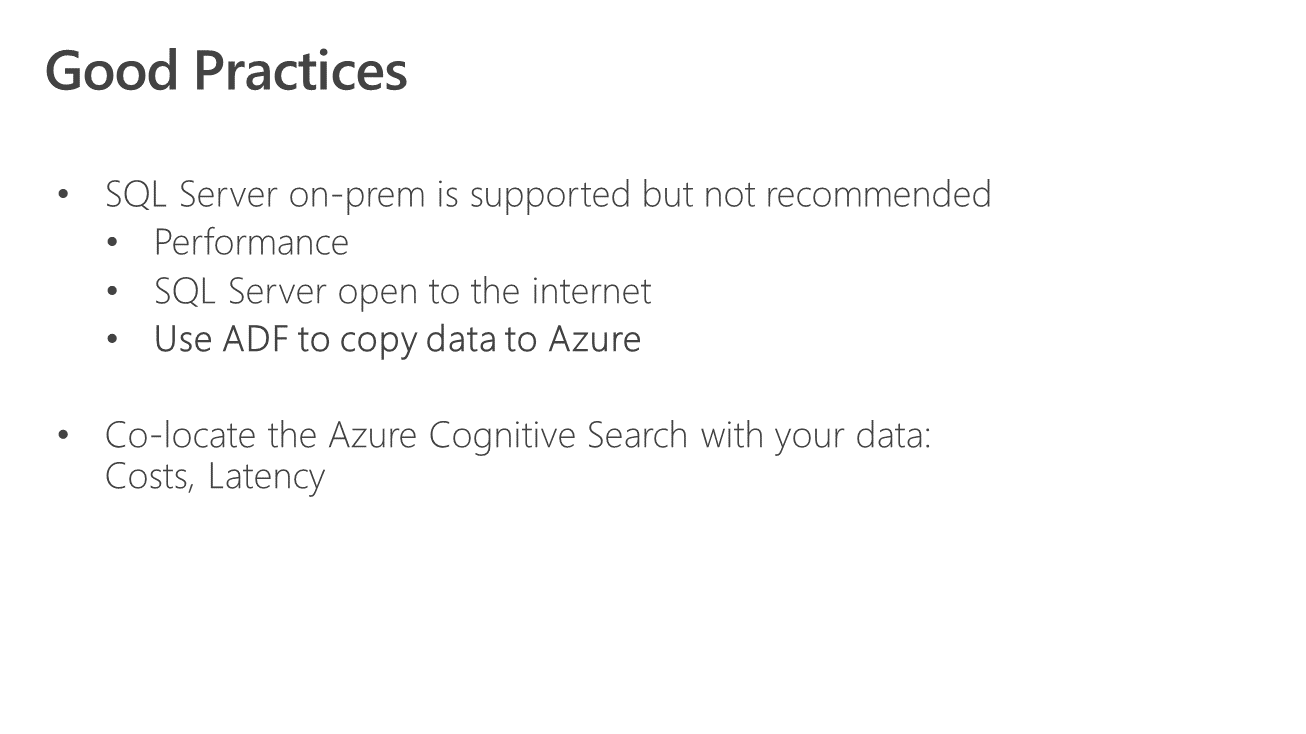 Good Practices
• SQL Server on-prem is supported but not recommended
• Performance
• SQL Server open to the internet
• Use ADF to copy data to Azure
• Co-locate the Azure Cognitive Search with your data:
Costs, Latency